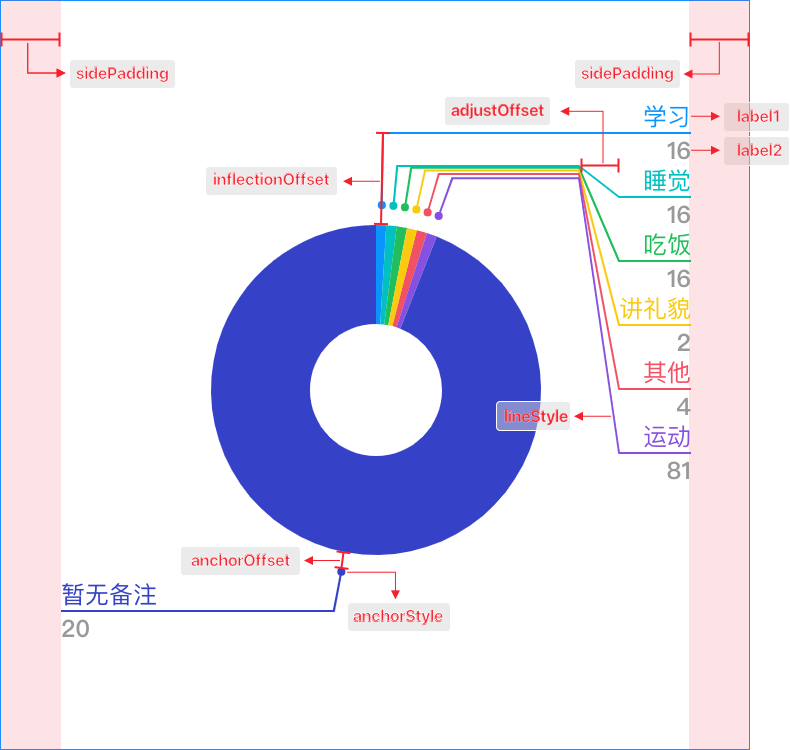 sidePadding
sidePadding
adjustOffset
学习
label1
16
label2
inflectionOffset
睡觉
16
吃饭
16
讲礼貌
2
其他
4
lineStyle
运动
81
anchorOffset
暂无备注
anchorStyle
20